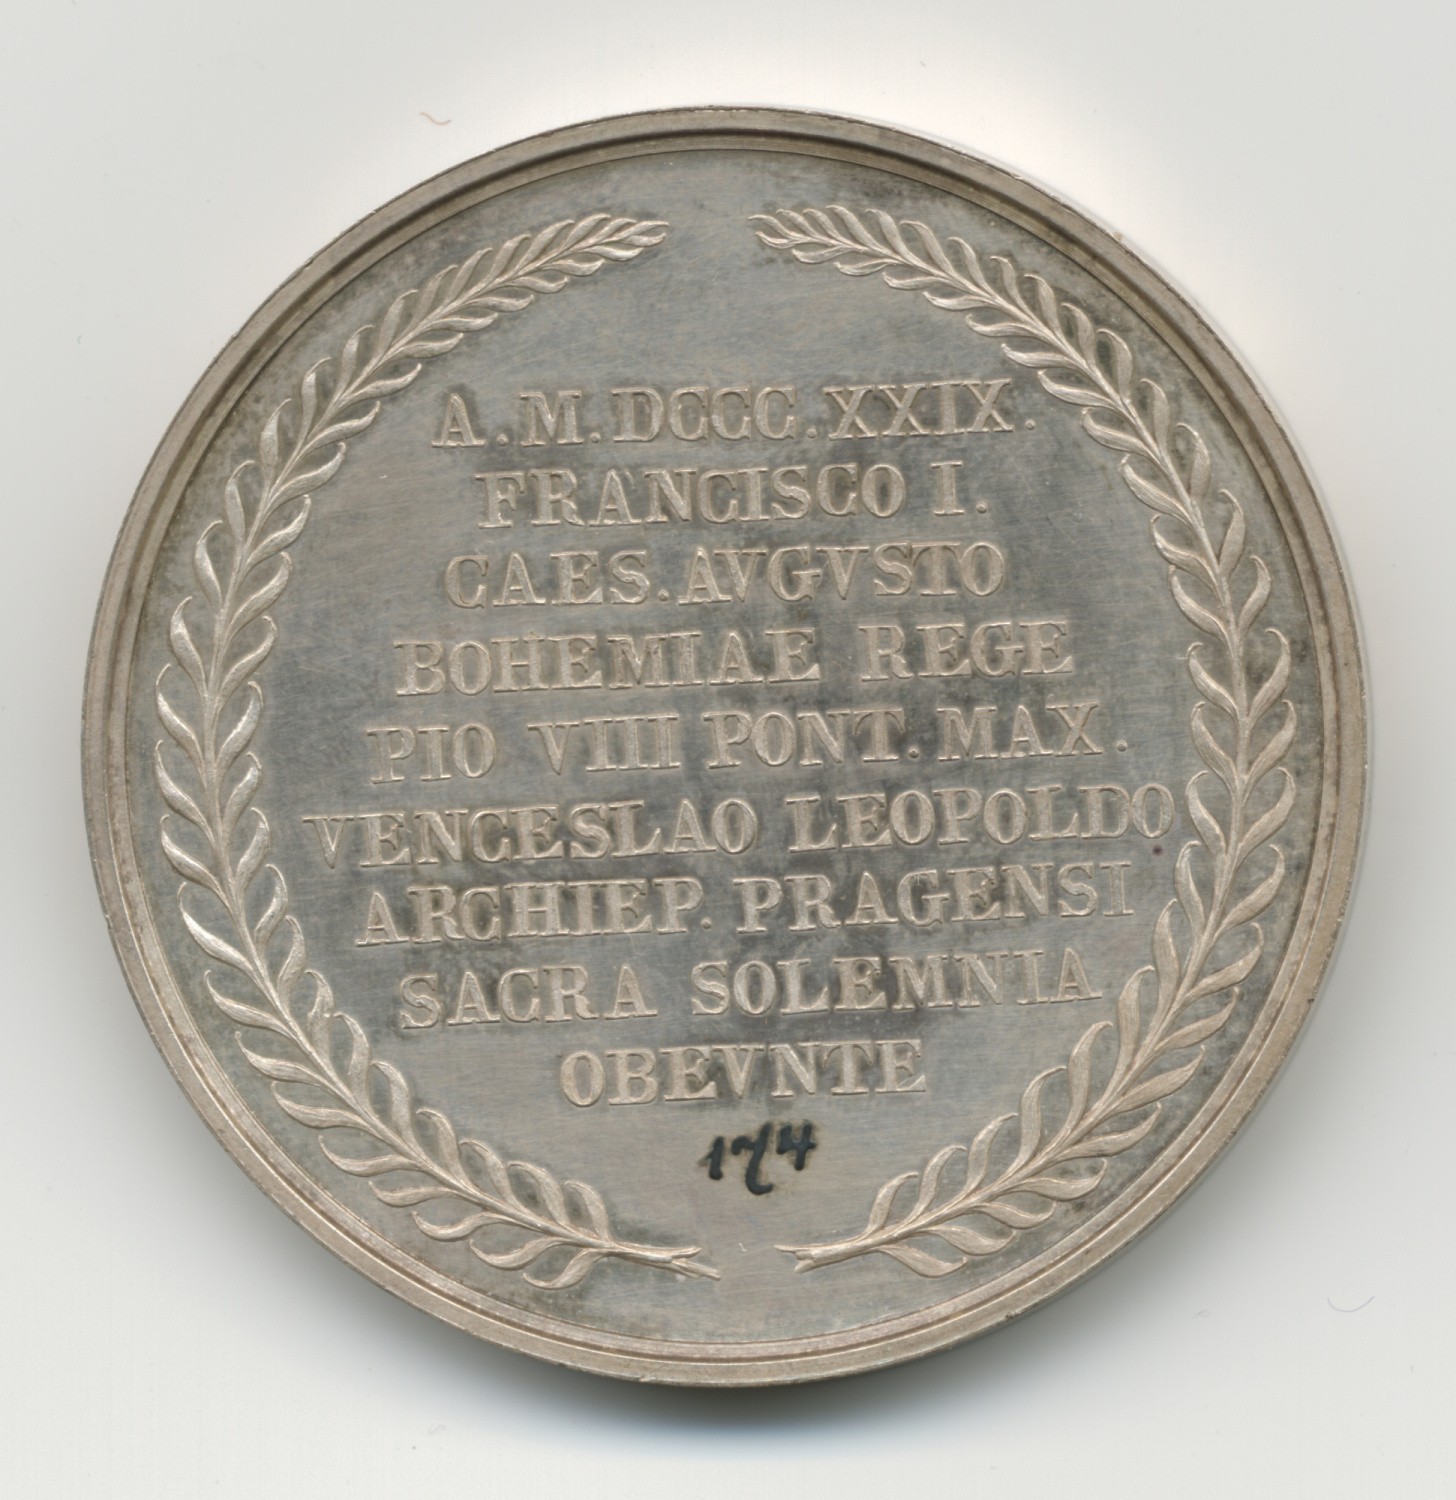 A.M.DCCC.XXIX.
FRANCISCO I.
CAES.AVGVSTO
BOHEMIAE REGE
PIO VIII PONT.MAX.
VENCESLAO LEOPOLDO
ARCHIEP. PRAGENSI
SACRA SOLEMNIA
OBEVNTE
174